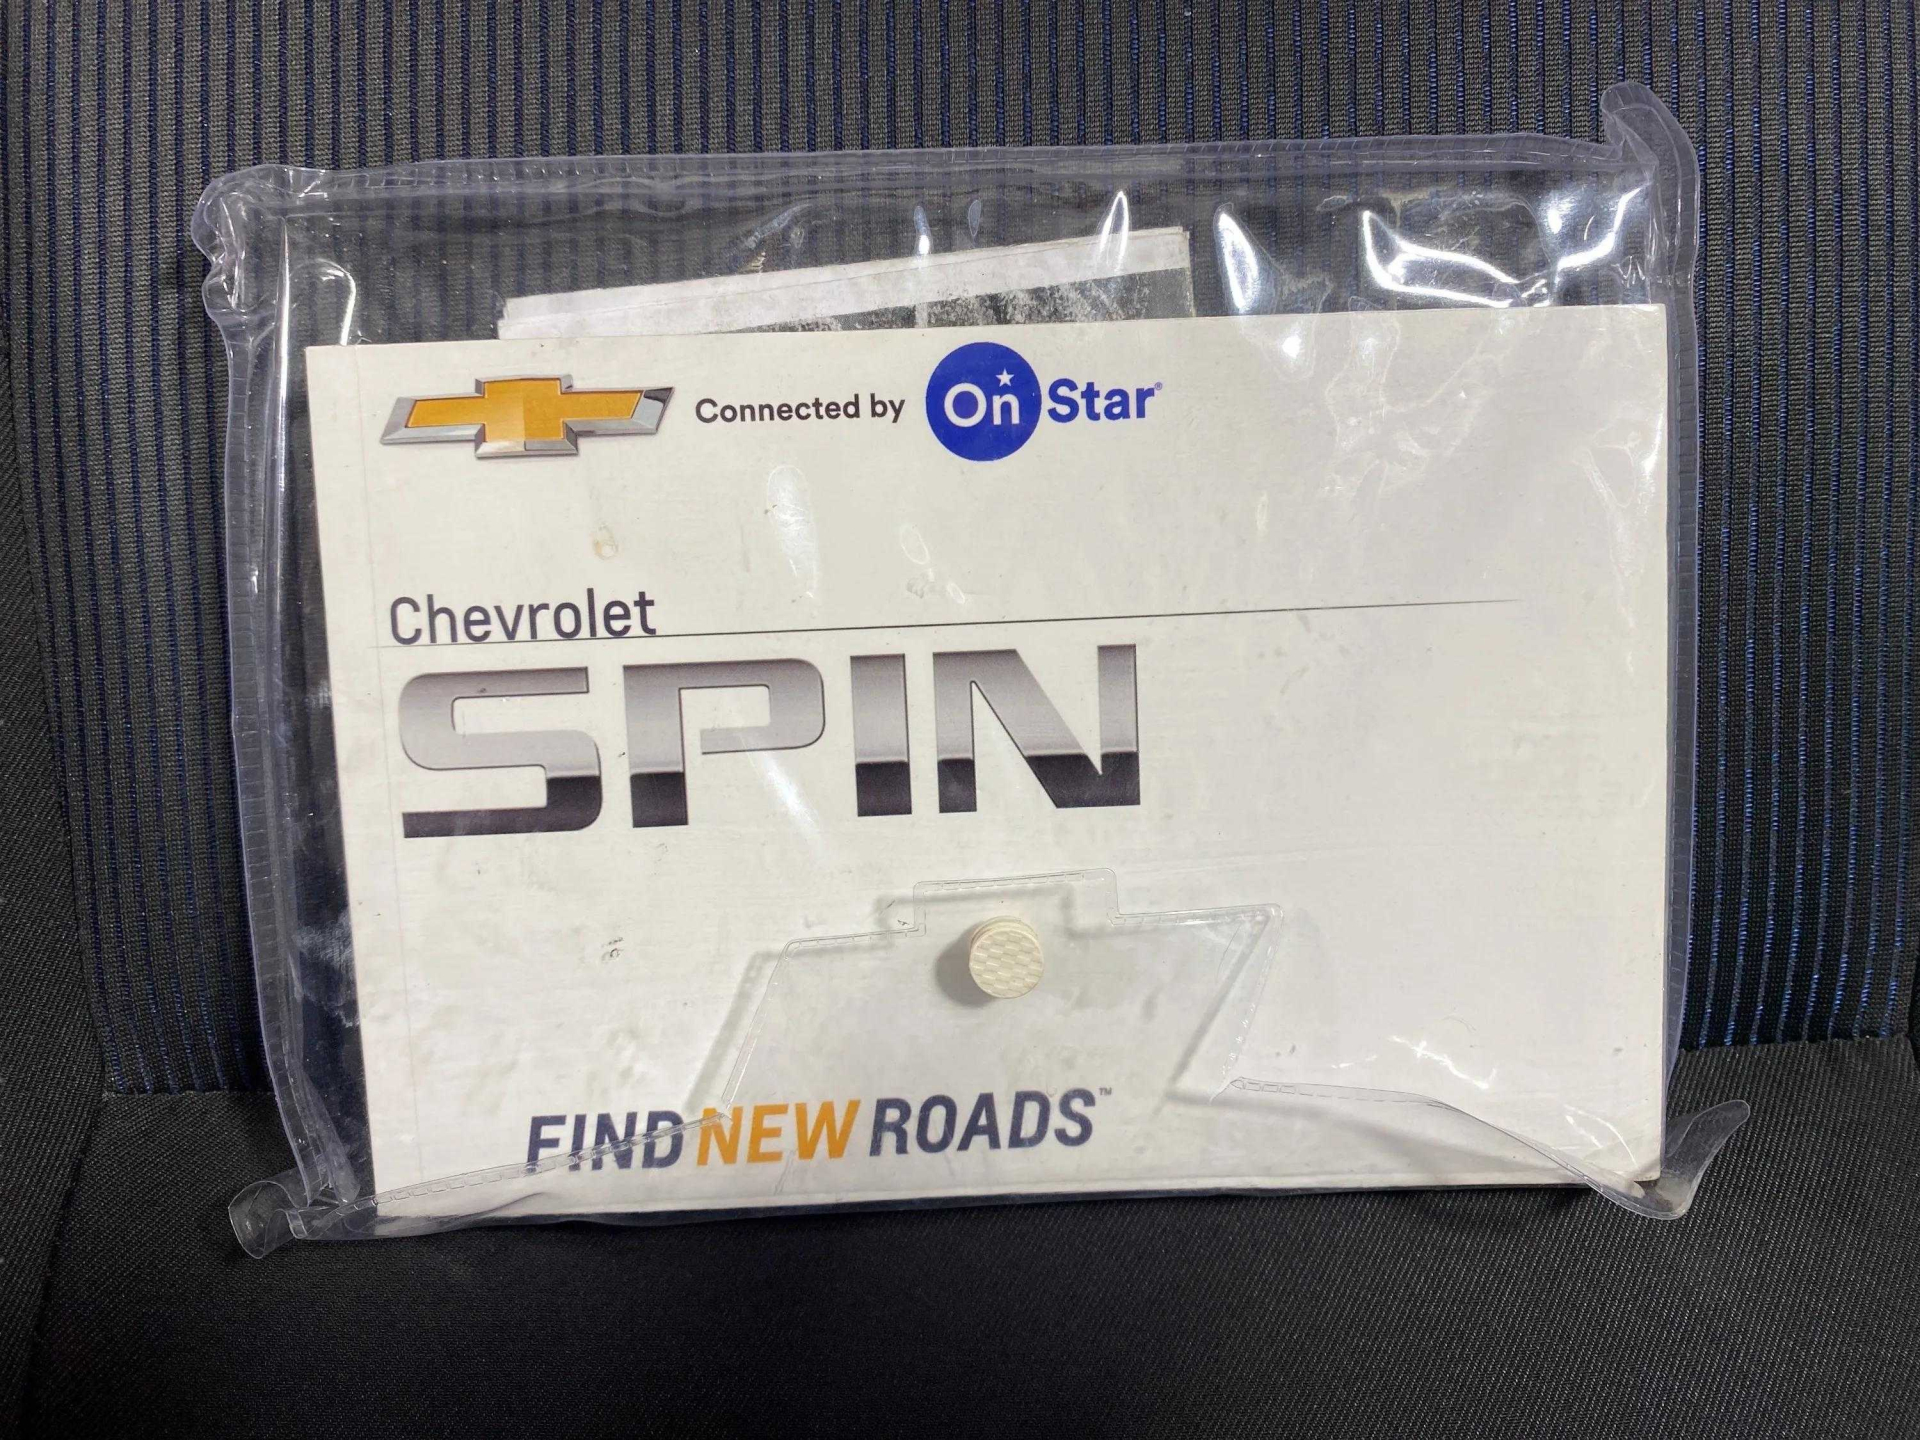 Connected by OnStar®
Chevrolet
SPIN
FIND NEW ROADS™